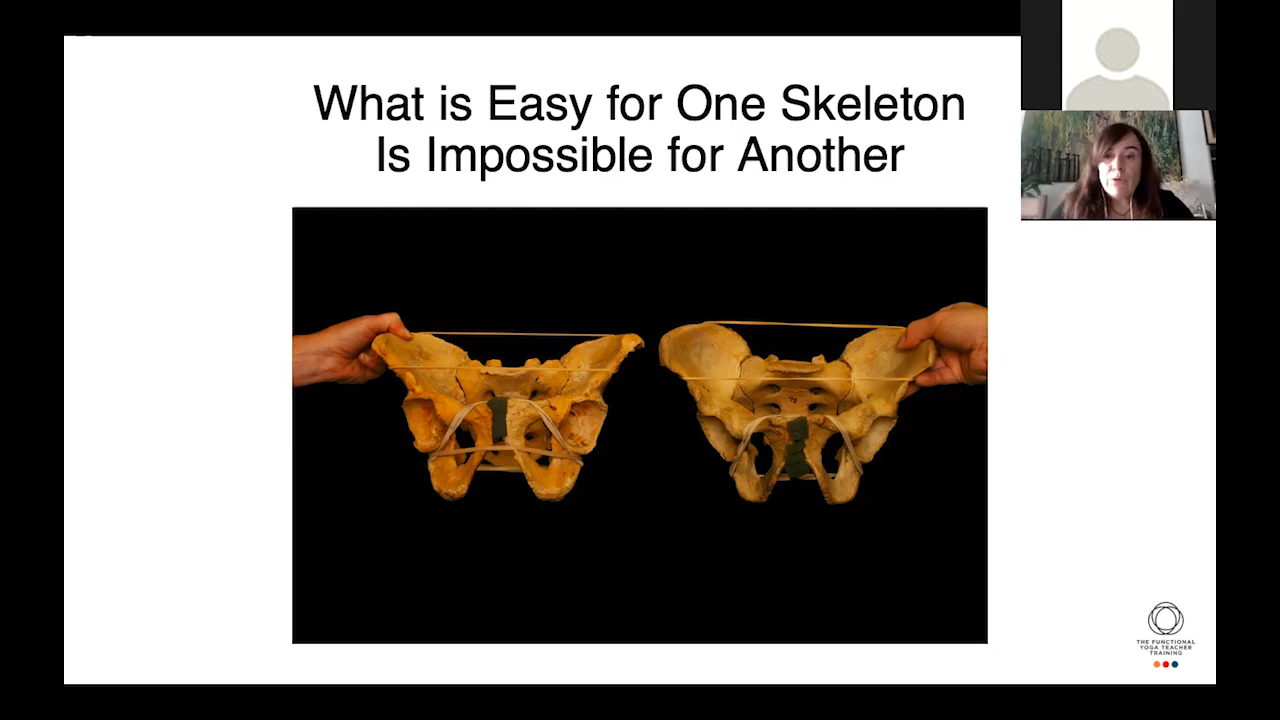 What is Easy for One Skeleton
Is Impossible for Another
THE FUNCTIONAL
YOGA TEACHER
TRAINING